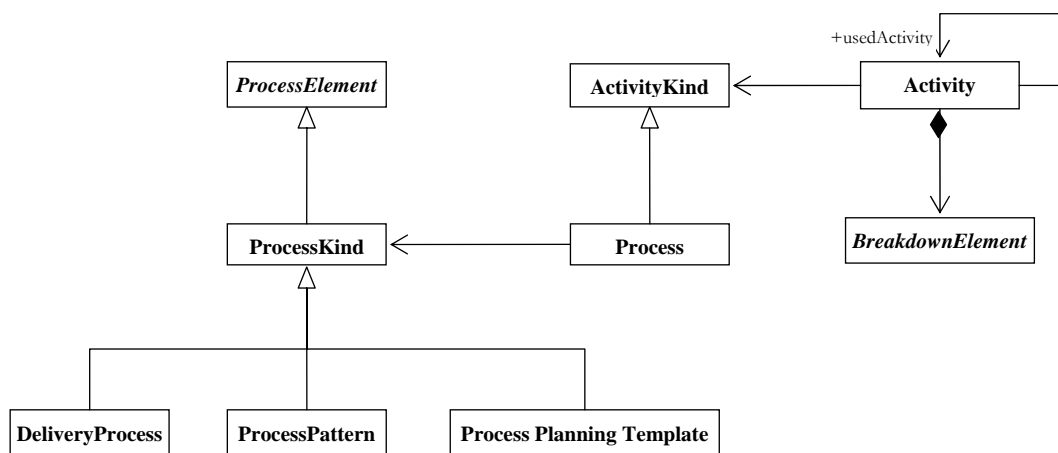 +usedActivity
ProcessElement
ActivityKind
Activity
ProcessKind
Process
BreakdownElement
DeliveryProcess
ProcessPattern
Process Planning Template